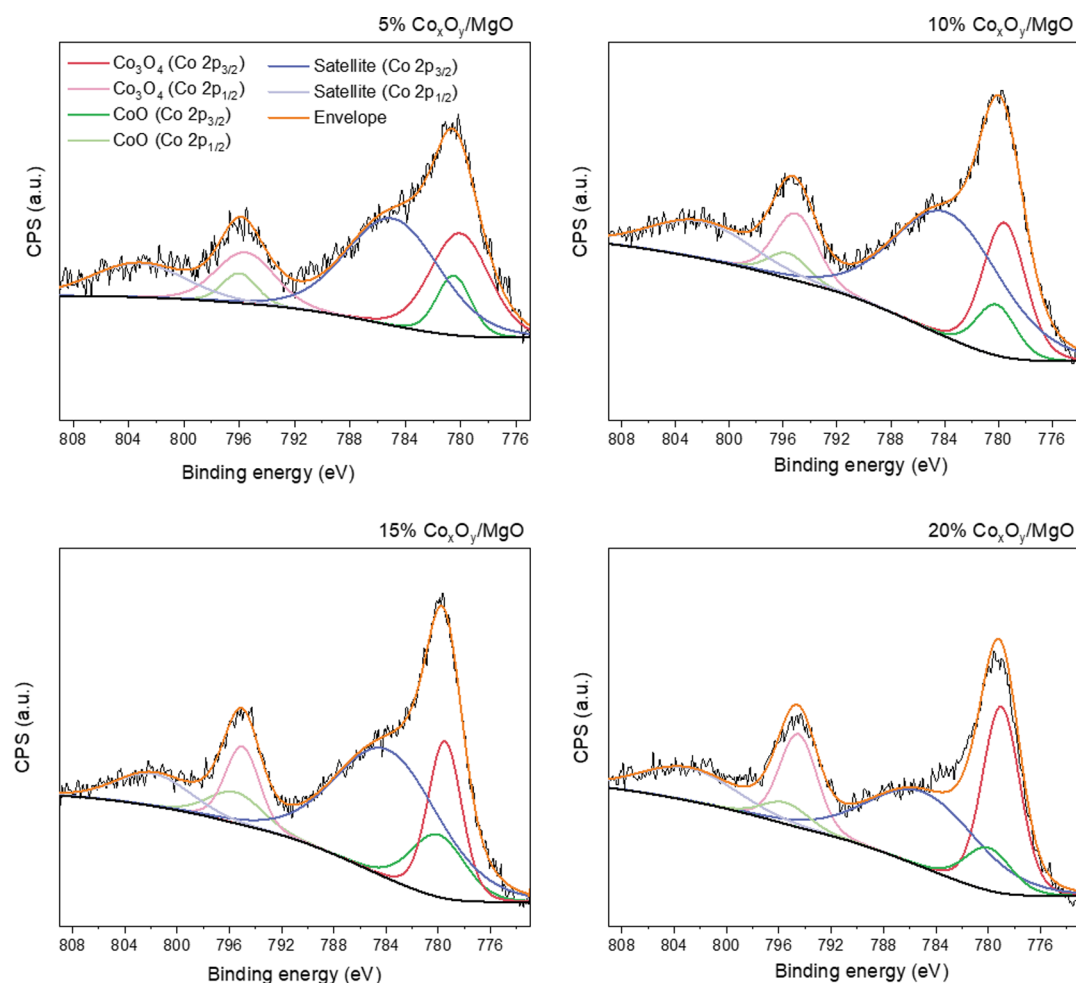 5% CoₓOᵧ/MgO
Co₃O₄ (Co 2p₃/₂)
Co₃O₄ (Co 2p₁/₂)
CoO (Co 2p₃/₂)
CoO (Co 2p₁/₂)
Satellite (Co 2p₃/₂)
Satellite (Co 2p₁/₂)
Envelope
CPS (a.u.)
808 804 800 796 792 788 784 780 776
Binding energy (eV)
10% CoₓOᵧ/MgO
CPS (a.u.)
808 804 800 796 792 788 784 780 776
Binding energy (eV)
15% CoₓOᵧ/MgO
CPS (a.u.)
808 804 800 796 792 788 784 780 776
Binding energy (eV)
20% CoₓOᵧ/MgO
CPS (a.u.)
808 804 800 796 792 788 784 780 776
Binding energy (eV)